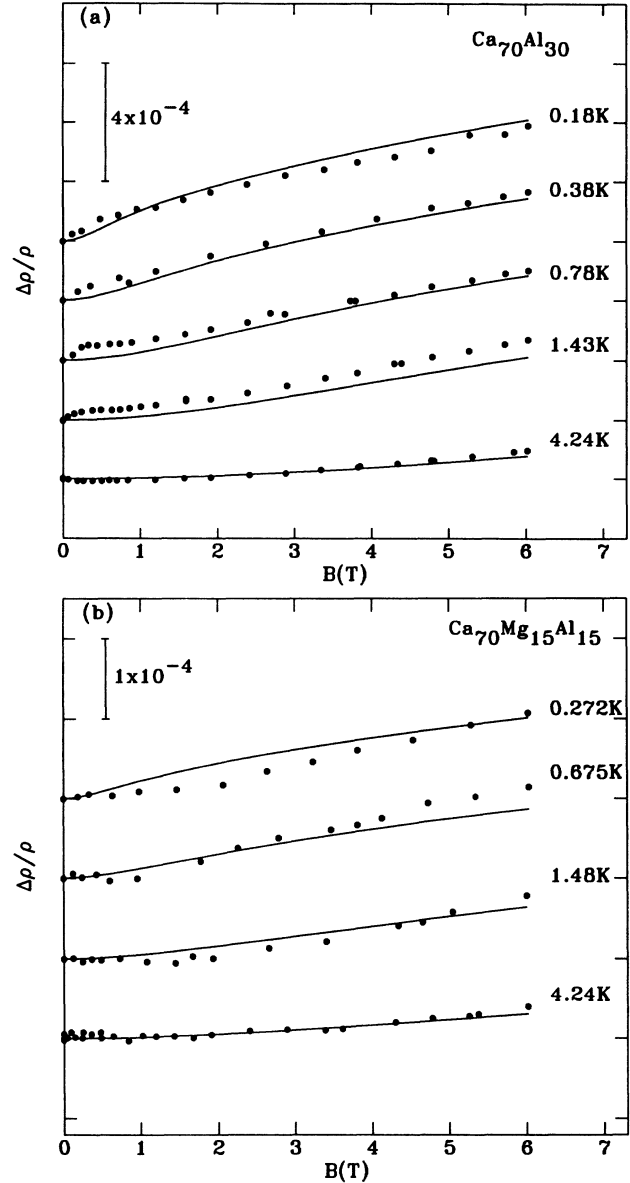 (a)
Ca70Al30
4x10−4
0.18K
0.38K
0.78K
1.43K
4.24K
Δρ/ρ
0 1 2 3 4 5 6 7
B(T)
(b)
Ca70Mg15Al15
1x10−4
0.272K
0.675K
1.48K
4.24K
Δρ/ρ
0 1 2 3 4 5 6 7
B(T)